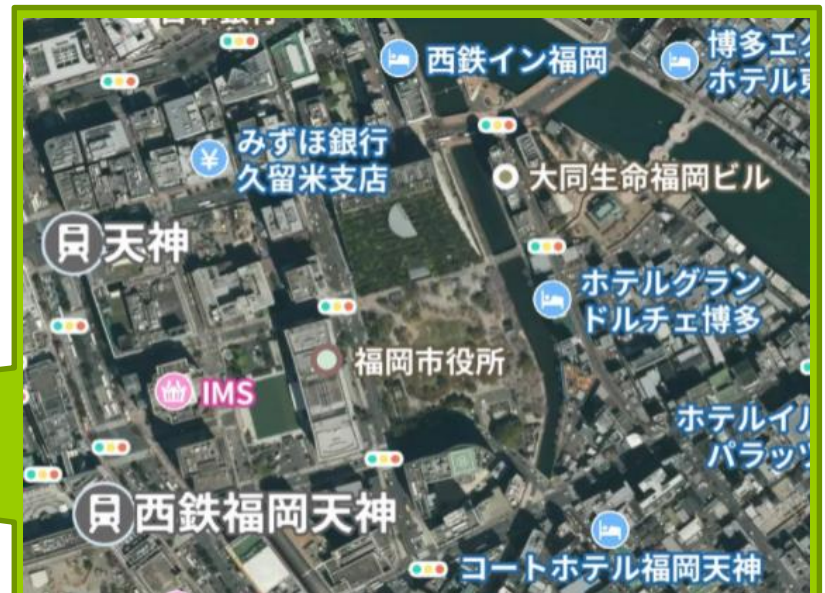 西鉄イン福岡
博多エク
ホテル東
みずほ銀行
久留米支店
大同生命福岡ビル
天神
ホテルグラン
ドルチェ博多
福岡市役所
IMS
ホテルイル
パラッツ
西鉄福岡天神
コートホテル福岡天神